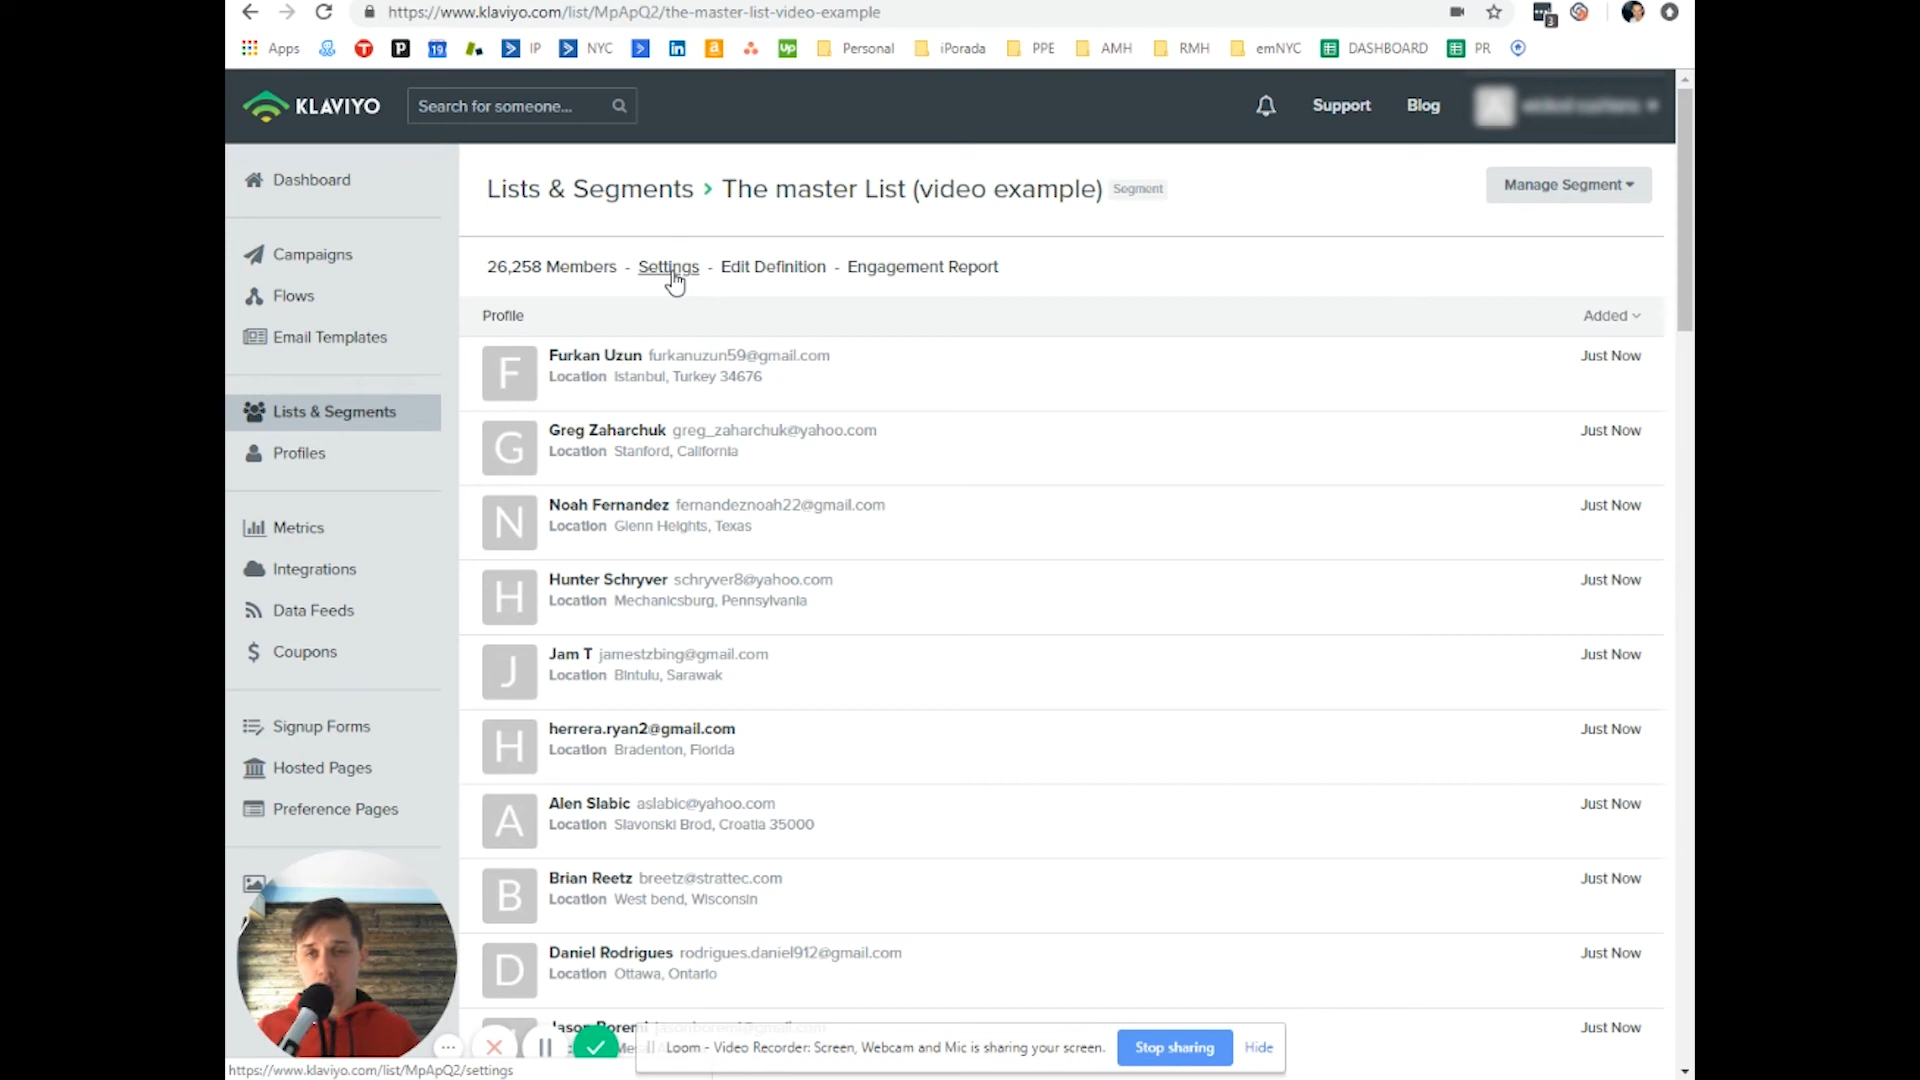 https://www.klaviyo.com/list/MpApQ2/the-master-list-video-example
3
Apps
19
IP
NYC
in
a
up
Personal
iPorada
PPE
AMH
RMH
emNYC
DASHBOARD
PR
KLAVIYO
Search for someone...
Support
Blog
Dashboard
Campaigns
Flows
Email Templates
Lists & Segments
Profiles
Metrics
Integrations
Data Feeds
Coupons
Signup Forms
Hosted Pages
Preference Pages
Lists & Segments › The master List (video example) Segment
Manage Segment
26,258 Members - Settings - Edit Definition - Engagement Report
Profile
Added
F
Furkan Uzun furkanuzun59@gmail.com
Just Now
Location Istanbul, Turkey 34676
G
Greg Zaharchuk greg_zaharchuk@yahoo.com
Just Now
Location Stanford, California
N
Noah Fernandez fernandeznoah22@gmail.com
Just Now
Location Glenn Heights, Texas
H
Hunter Schryver schryver8@yahoo.com
Just Now
Location Mechanicsburg, Pennsylvania
J
Jam T jamestzbing@gmail.com
Just Now
Location Bintulu, Sarawak
H
herrera.ryan2@gmail.com
Just Now
Location Bradenton, Florida
A
Alen Slabic aslabic@yahoo.com
Just Now
Location Slavonski Brod, Croatia 35000
B
Brian Reetz breetz@strattec.com
Just Now
Location West bend, Wisconsin
D
Daniel Rodrigues rodrigues.daniel912@gmail.com
Just Now
Location Ottawa, Ontario
Just Now
Loom - Video Recorder: Screen, Webcam and Mic is sharing your screen.
Stop sharing
Hide
https://www.klaviyo.com/list/MpApQ2/settings